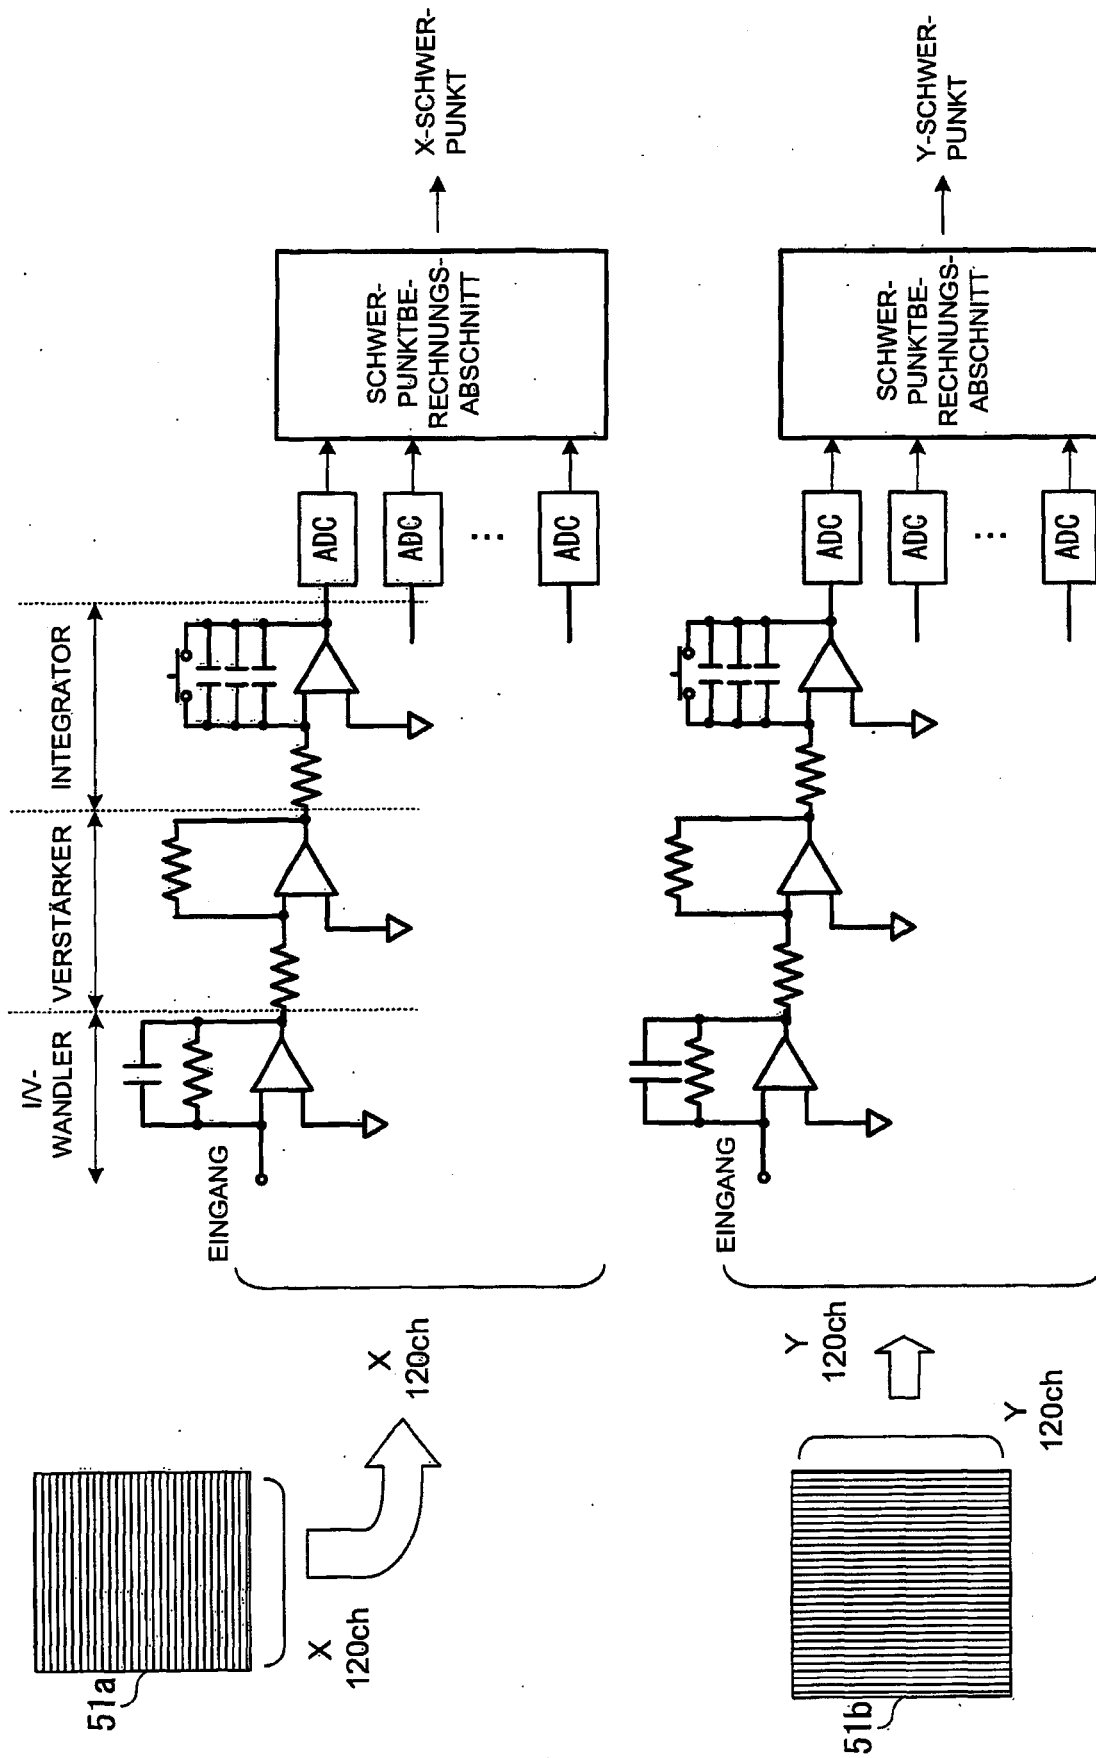 51a
X
120ch
X
120ch
I/V-
WANDLER
VERSTÄRKER
INTEGRATOR
EINGANG
ADC
ADC
...
ADC
SCHWER-
PUNKTBE-
RECHNUNGS-
ABSCHNITT
X-SCHWER-
PUNKT
51b
Y
120ch
Y
120ch
EINGANG
ADC
ADC
...
ADC
SCHWER-
PUNKTBE-
RECHNUNGS-
ABSCHNITT
Y-SCHWER-
PUNKT